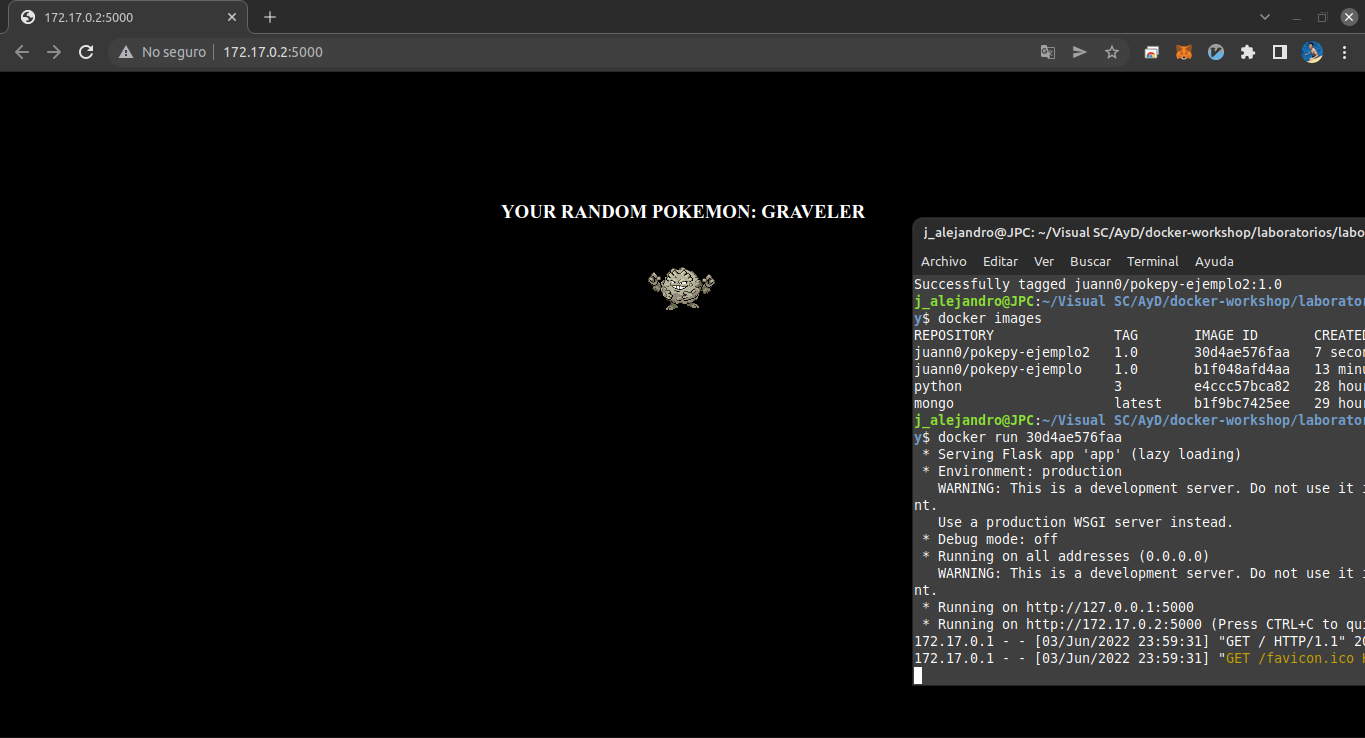 172.17.0.2:5000
No seguro
172.17.0.2:5000
YOUR RANDOM POKEMON: GRAVELER
j_alejandro@JPC: ~/Visual SC/AyD/docker-workshop/laboratorios/labo
Archivo Editar Ver Buscar Terminal Ayuda
Successfully tagged juann0/pokepy-ejemplo2:1.0
j_alejandro@JPC:~/Visual SC/AyD/docker-workshop/laborator
y$ docker images
REPOSITORY TAG IMAGE ID CREATED
juann0/pokepy-ejemplo2 1.0 30d4ae576faa 7 secon
juann0/pokepy-ejemplo 1.0 b1f048afd4aa 13 minu
python 3 e4ccc57bca82 28 hour
mongo latest b1f9bc7425ee 29 hour
j_alejandro@JPC:~/Visual SC/AyD/docker-workshop/laborator
y$ docker run 30d4ae576faa
* Serving Flask app 'app' (lazy loading)
* Environment: production
WARNING: This is a development server. Do not use it i
nt.
Use a production WSGI server instead.
* Debug mode: off
* Running on all addresses (0.0.0.0)
WARNING: This is a development server. Do not use it i
nt.
* Running on http://127.0.0.1:5000
* Running on http://172.17.0.2:5000 (Press CTRL+C to qui
172.17.0.1 - - [03/Jun/2022 23:59:31] "GET / HTTP/1.1" 20
172.17.0.1 - - [03/Jun/2022 23:59:31] "GET /favicon.ico H